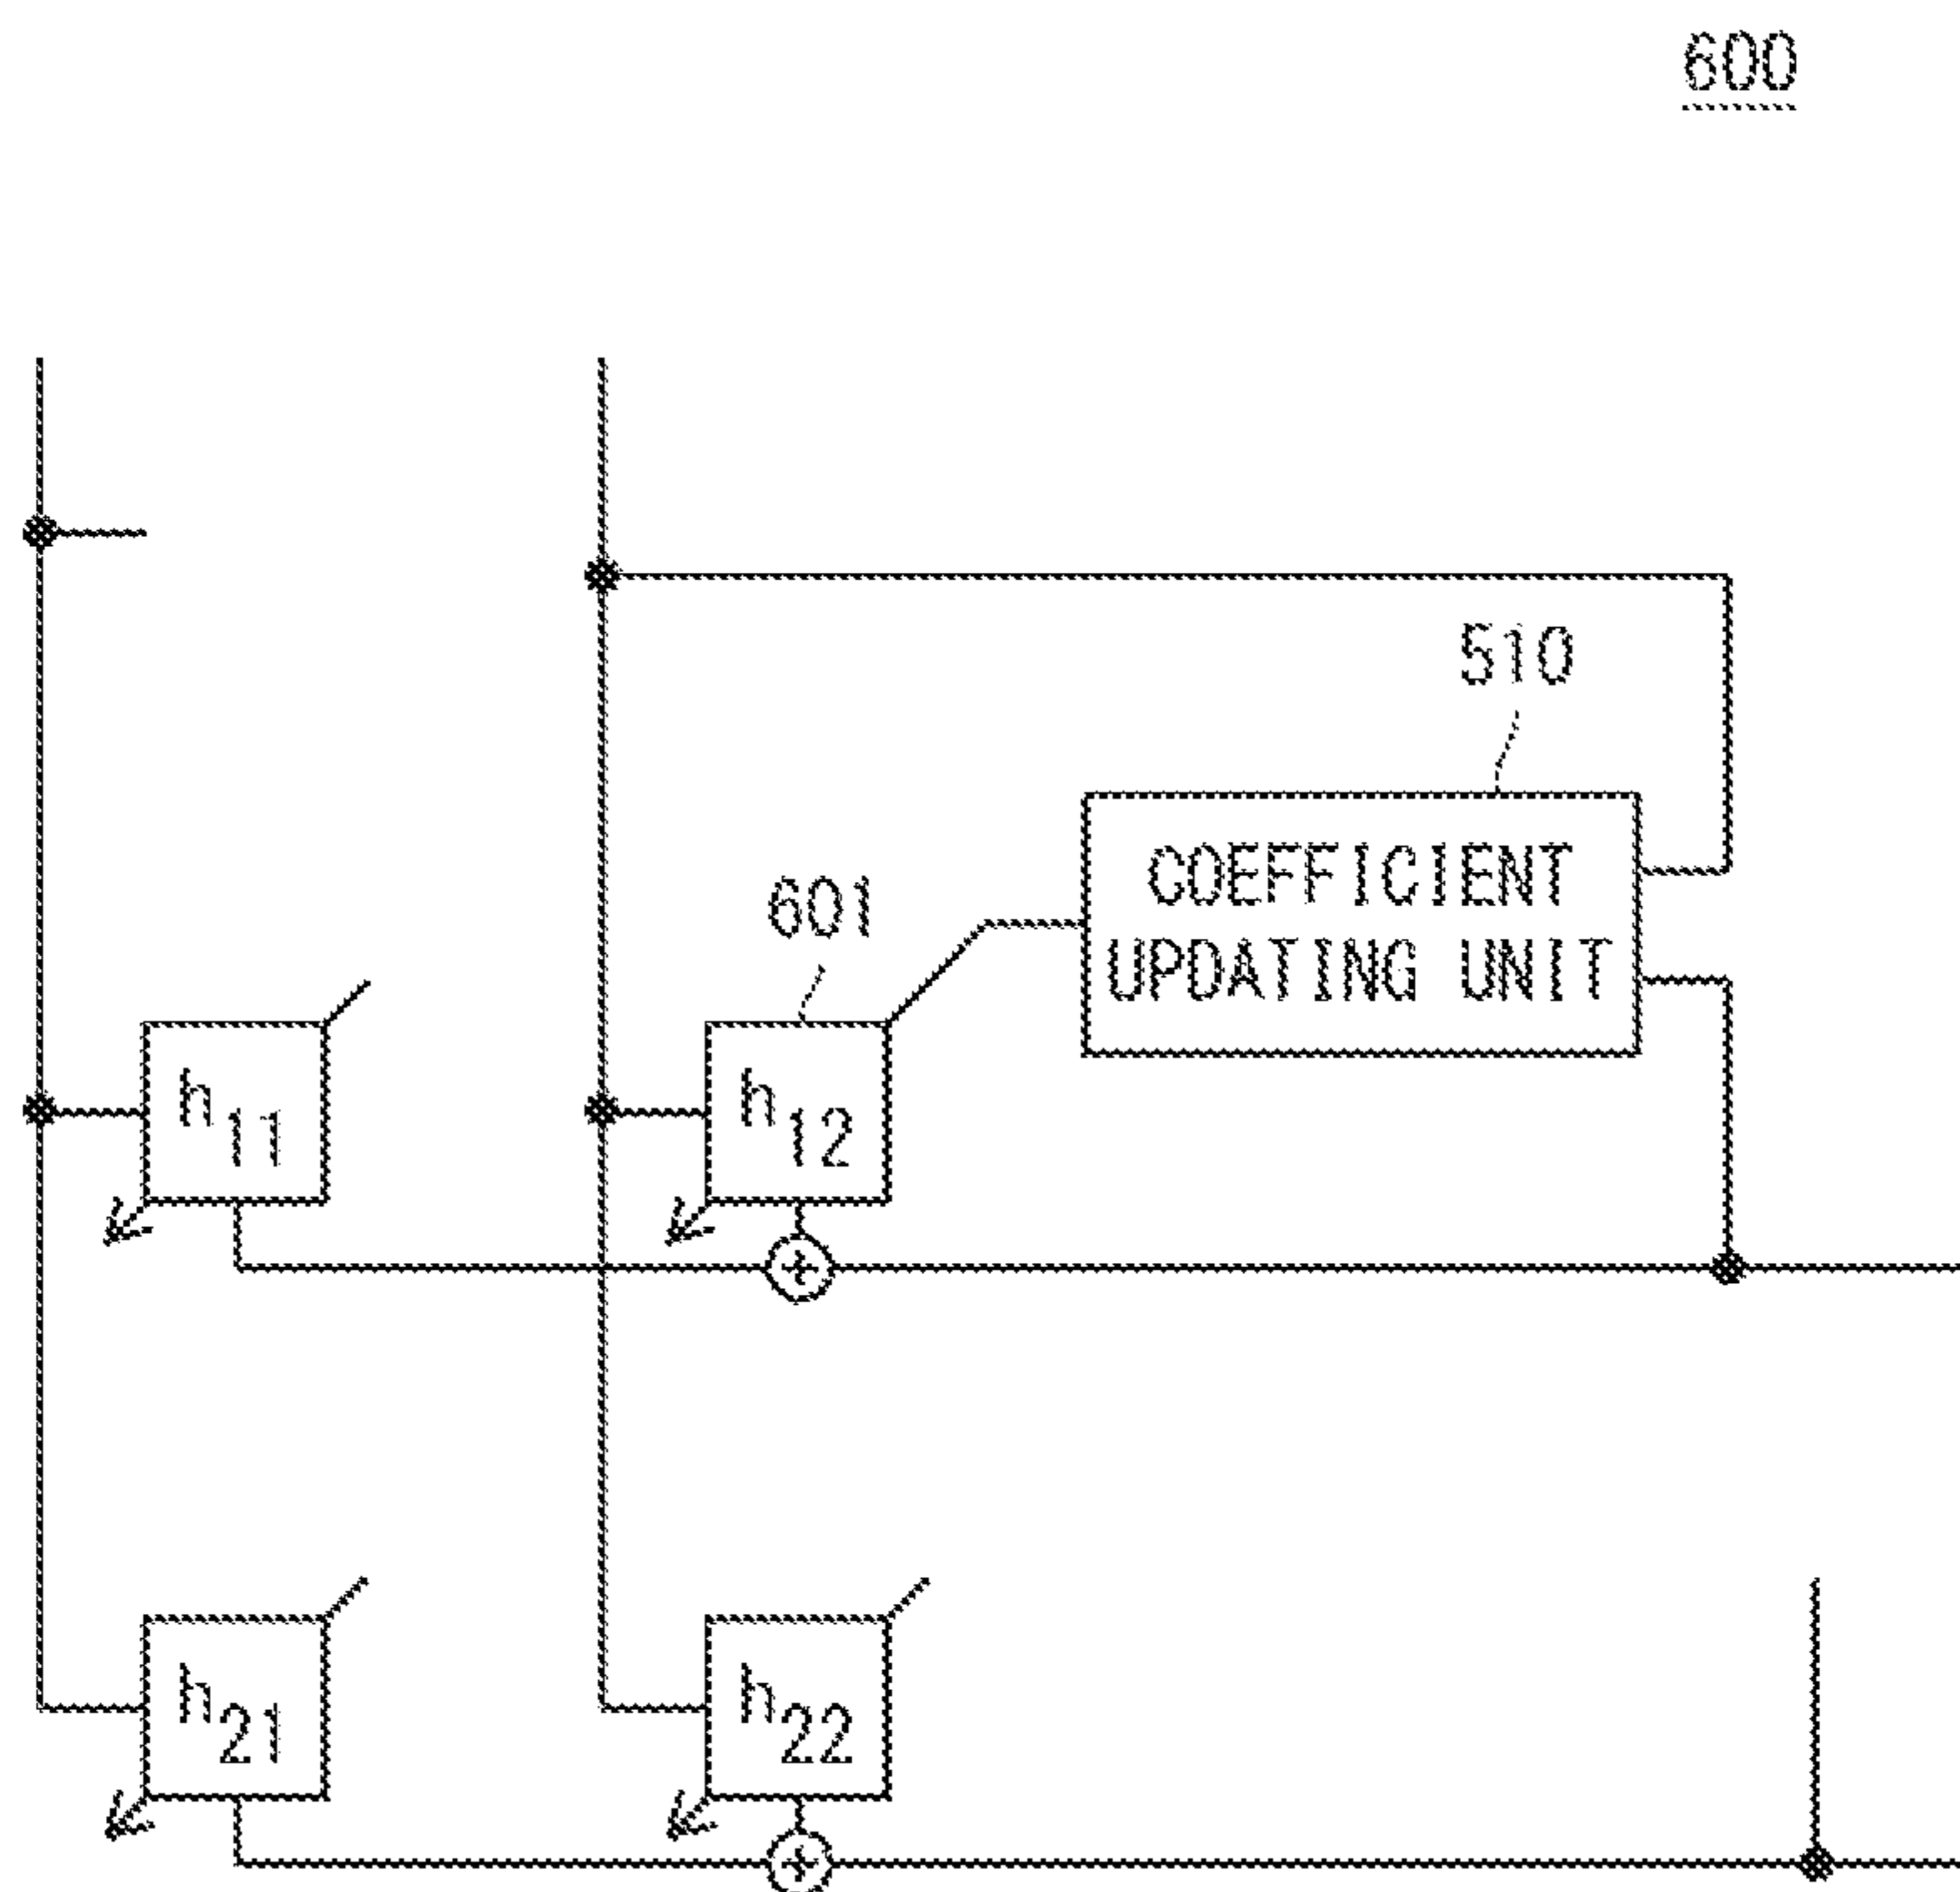 600
510
COEFFICIENT
UPDATING UNIT
601
h11
h12
h21
h22